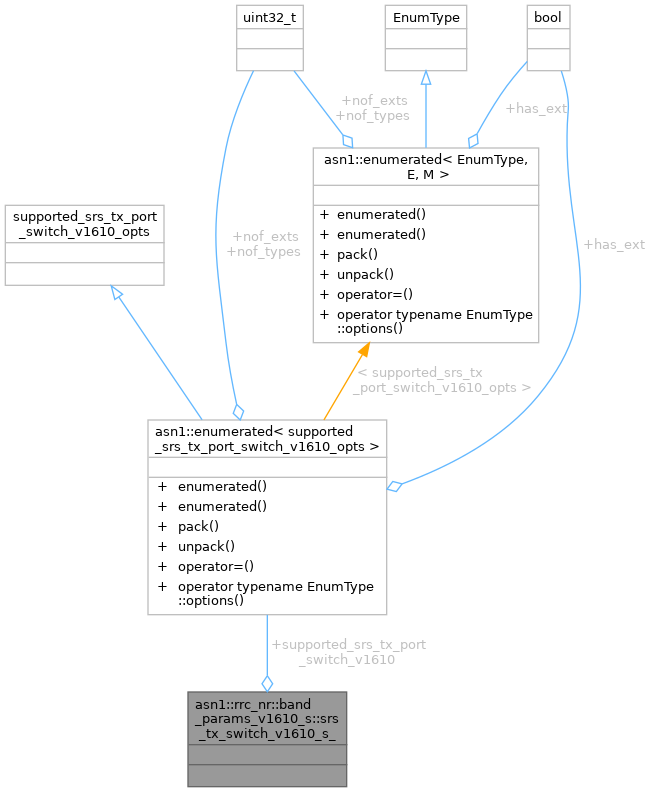 uint32_t
EnumType
bool
+nof_exts
+nof_types
+has_ext
asn1::enumerated< EnumType,
E, M >
+ enumerated()
+ enumerated()
+ pack()
+ unpack()
+ operator=()
+ operator typename EnumType
::options()
supported_srs_tx_port
_switch_v1610_opts
+nof_exts
+nof_types
+has_ext
< supported_srs_tx
_port_switch_v1610_opts >
asn1::enumerated< supported
_srs_tx_port_switch_v1610_opts >
+ enumerated()
+ enumerated()
+ pack()
+ unpack()
+ operator=()
+ operator typename EnumType
::options()
+supported_srs_tx_port
_switch_v1610
asn1::rrc_nr::band
_params_v1610_s::srs
_tx_switch_v1610_s_